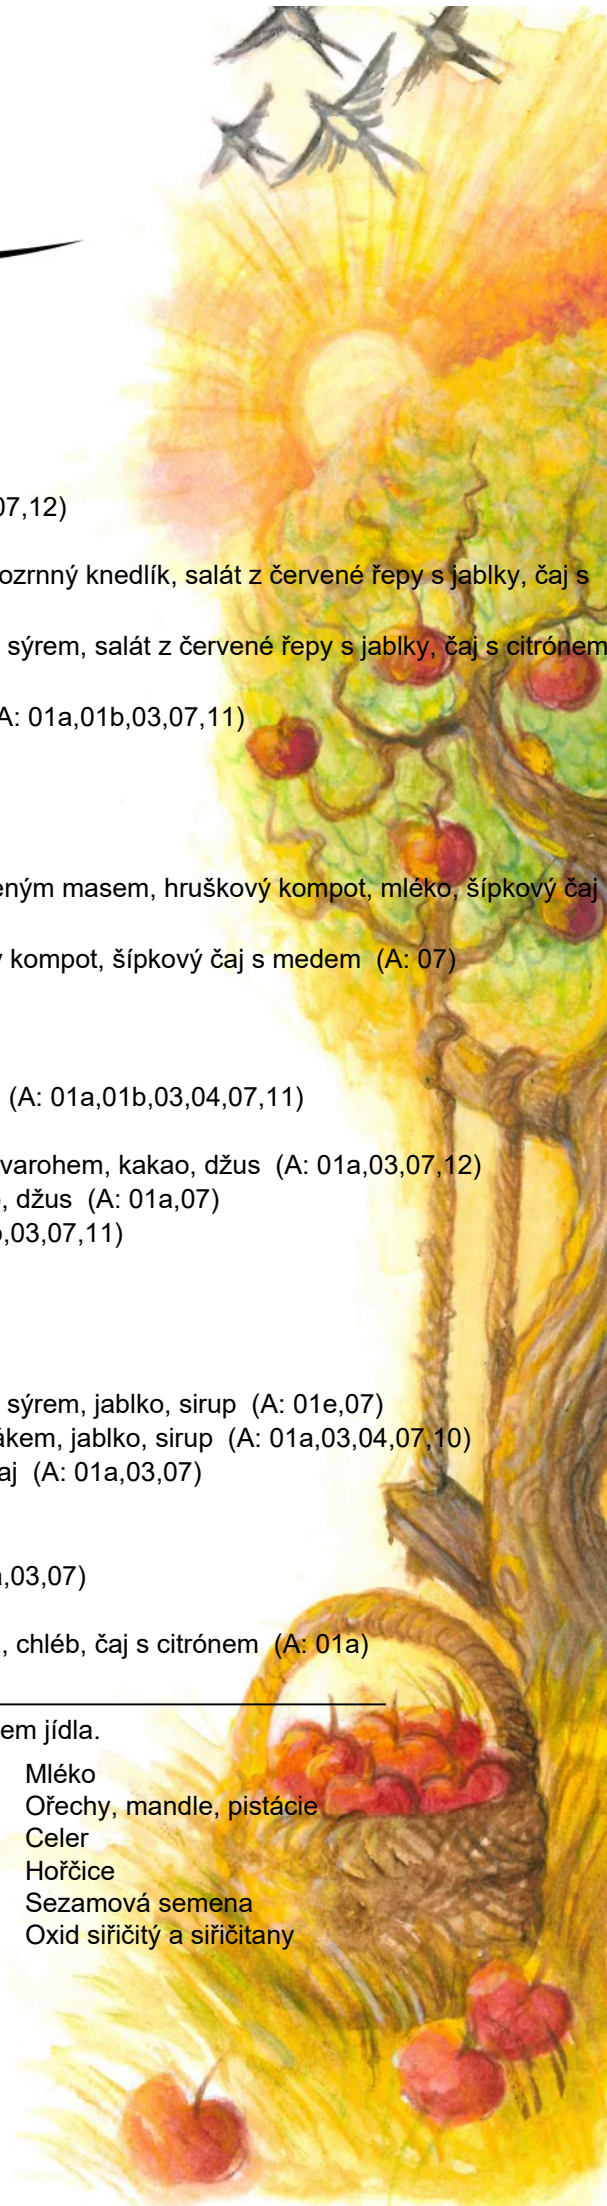 07,12)
ozrnný knedlík, salát z červené řepy s jablky, čaj s
sýrem, salát z červené řepy s jablky, čaj s citrónem
A: 01a,01b,03,07,11)
eným masem, hruškový kompot, mléko, šípkový čaj
kompot, šípkový čaj s medem (A: 07)
(A: 01a,01b,03,04,07,11)
varohem, kakao, džus (A: 01a,03,07,12)
, džus (A: 01a,07)
,03,07,11)
sýrem, jablko, sirup (A: 01e,07)
ákem, jablko, sirup (A: 01a,03,04,07,10)
aj (A: 01a,03,07)
,03,07)
, chléb, čaj s citrónem (A: 01a)
em jídla.
Mléko
Ořechy, mandle, pistácie
Celer
Hořčice
Sezamová semena
Oxid siřičitý a siřičitany